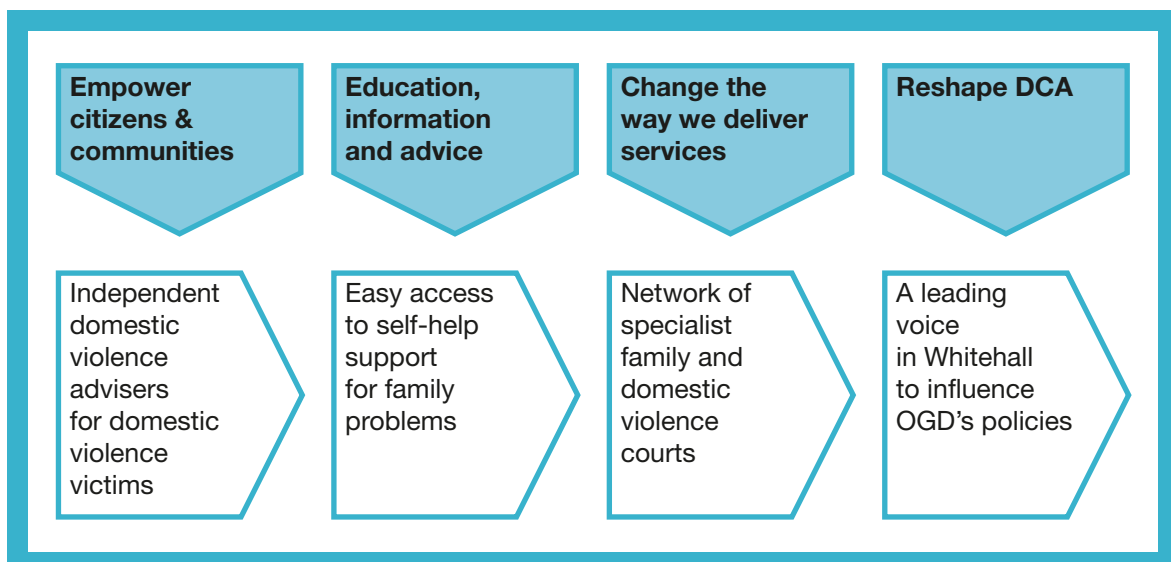 Empower
citizens &
communities
Education,
information
and advice
Change the
way we deliver
services
Reshape DCA
Independent
domestic
violence
advisers
for domestic
violence
victims
Easy access
to self-help
support
for family
problems
Network of
specialist
family and
domestic
violence
courts
A leading
voice
in Whitehall
to influence
OGD's policies